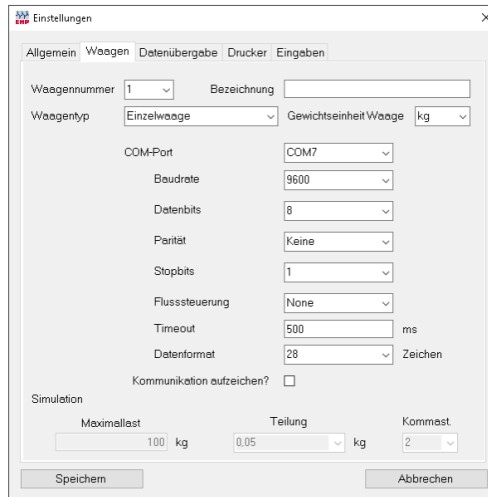 EHP Einstellungen
Allgemein Waagen Datenübergabe Drucker Eingaben
Waagennummer 1 Bezeichnung
Waagentyp Einzelwaage Gewichtseinheit Waage kg
COM-Port COM7
Baudrate 9600
Datenbits 8
Parität Keine
Stopbits 1
Flusssteuerung None
Timeout 500 ms
Datenformat 28 Zeichen
Kommunikation aufzeichen?
Simulation
Maximallast Teilung Kommast.
100 kg 0,05 kg 2
Speichern Abbrechen